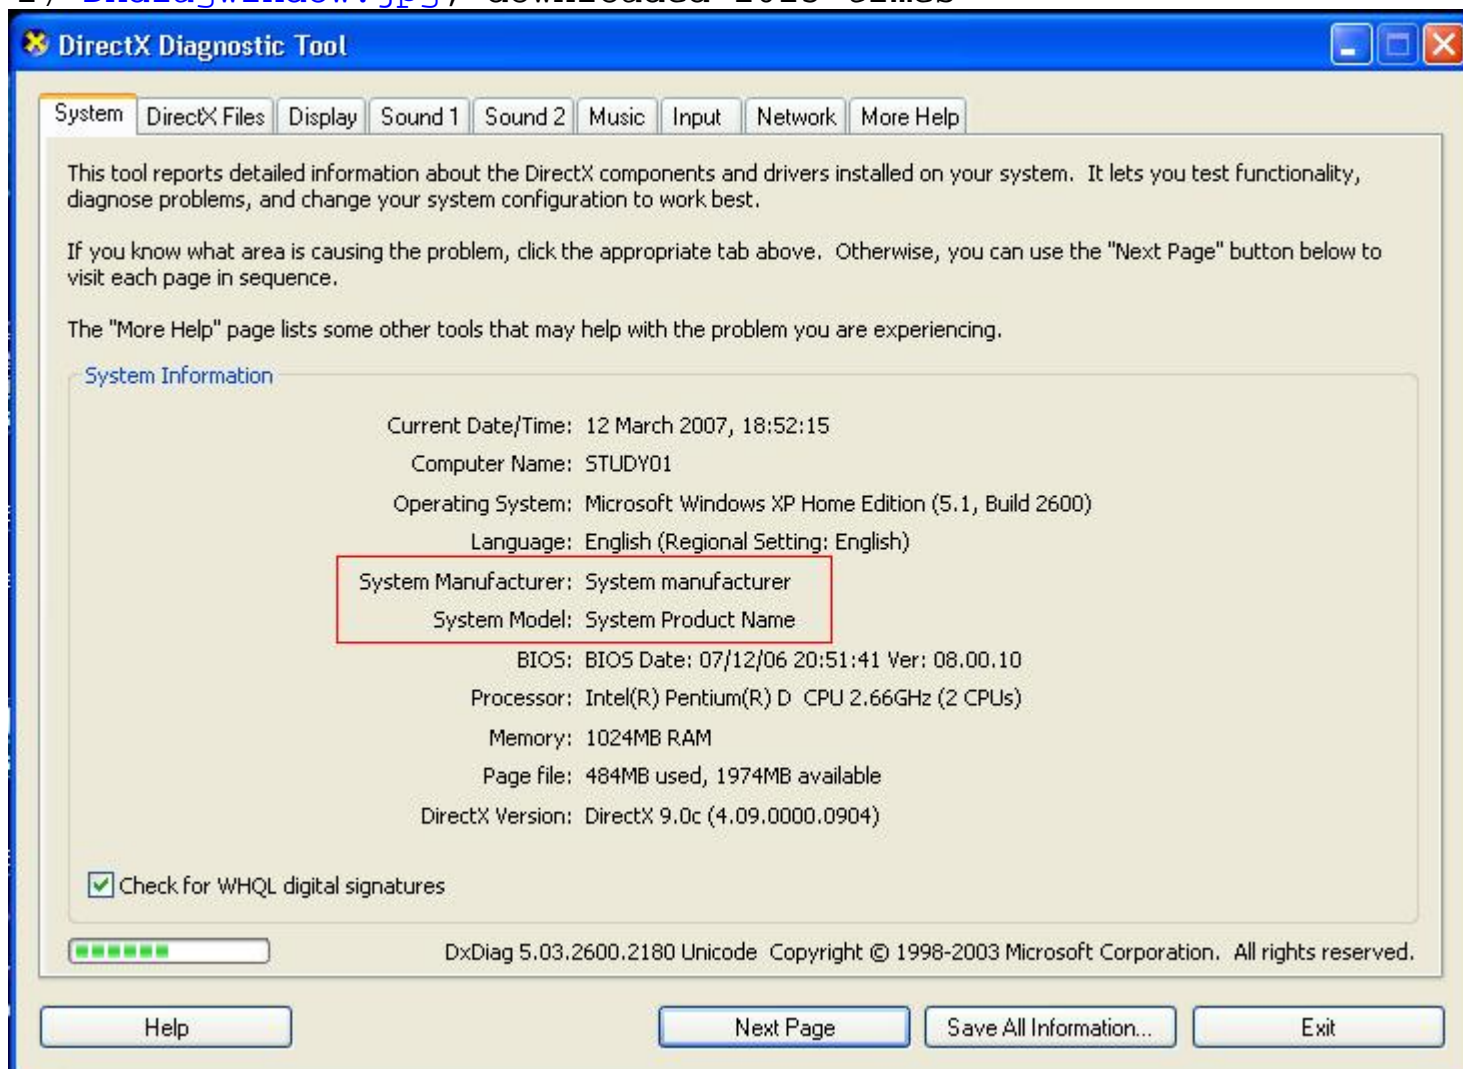 DirectX Diagnostic Tool
System DirectX Files Display Sound 1 Sound 2 Music Input Network More Help
This tool reports detailed information about the DirectX components and drivers installed on your system. It lets you test functionality,
diagnose problems, and change your system configuration to work best.
If you know what area is causing the problem, click the appropriate tab above. Otherwise, you can use the "Next Page" button below to
visit each page in sequence.
The "More Help" page lists some other tools that may help with the problem you are experiencing.
System Information
Current Date/Time: 12 March 2007, 18:52:15
Computer Name: STUDY01
Operating System: Microsoft Windows XP Home Edition (5.1, Build 2600)
Language: English (Regional Setting: English)
System Manufacturer: System manufacturer
System Model: System Product Name
BIOS: BIOS Date: 07/12/06 20:51:41 Ver: 08.00.10
Processor: Intel(R) Pentium(R) D CPU 2.66GHz (2 CPUs)
Memory: 1024MB RAM
Page file: 484MB used, 1974MB available
DirectX Version: DirectX 9.0c (4.09.0000.0904)
Check for WHQL digital signatures
DxDiag 5.03.2600.2180 Unicode Copyright © 1998-2003 Microsoft Corporation. All rights reserved.
Help Next Page Save All Information... Exit